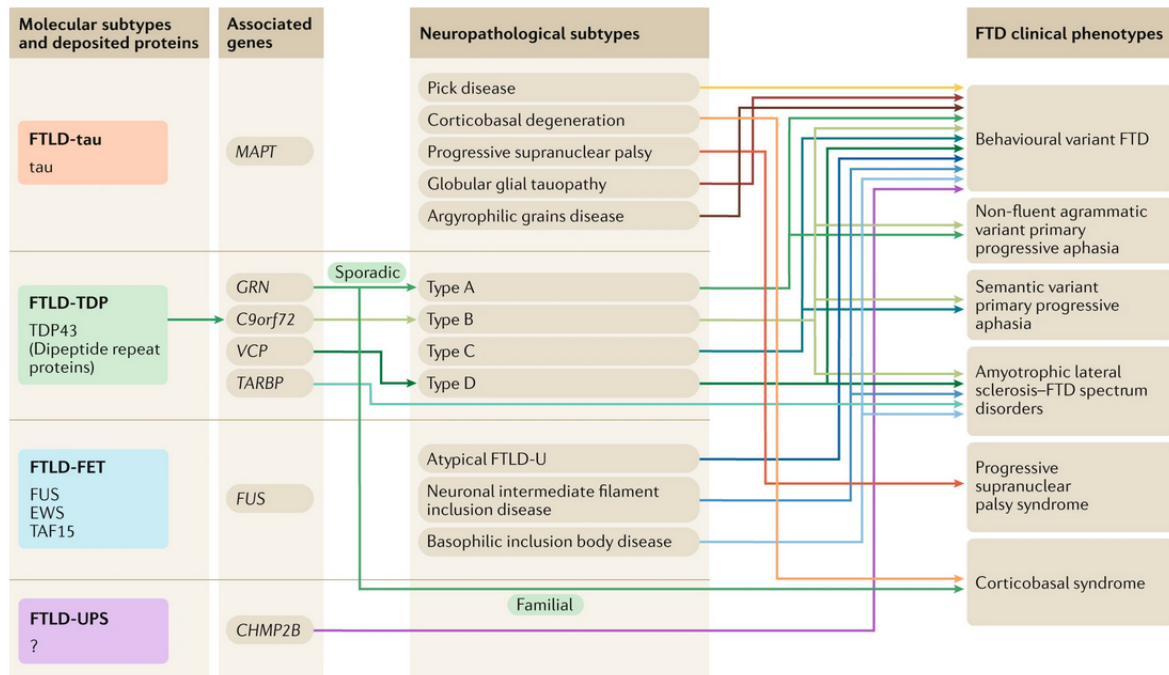 Molecular subtypes
and deposited proteins
Associated
genes
Neuropathological subtypes
FTD clinical phenotypes
FTLD-tau
tau
MAPT
Pick disease
Corticobasal degeneration
Progressive supranuclear palsy
Globular glial tauopathy
Argyrophilic grains disease
Behavioural variant FTD
Non-fluent agrammatic
variant primary
progressive aphasia
FTLD-TDP
TDP43
(Dipeptide repeat
proteins)
GRN
C9orf72
VCP
TARBP
Sporadic
Type A
Type B
Type C
Type D
Semantic variant
primary progressive
aphasia
Amyotrophic lateral
sclerosis–FTD spectrum
disorders
FTLD-FET
FUS
EWS
TAF15
FUS
Atypical FTLD-U
Neuronal intermediate filament
inclusion disease
Basophilic inclusion body disease
Progressive
supranuclear
palsy syndrome
Corticobasal syndrome
Familial
FTLD-UPS
?
CHMP2B